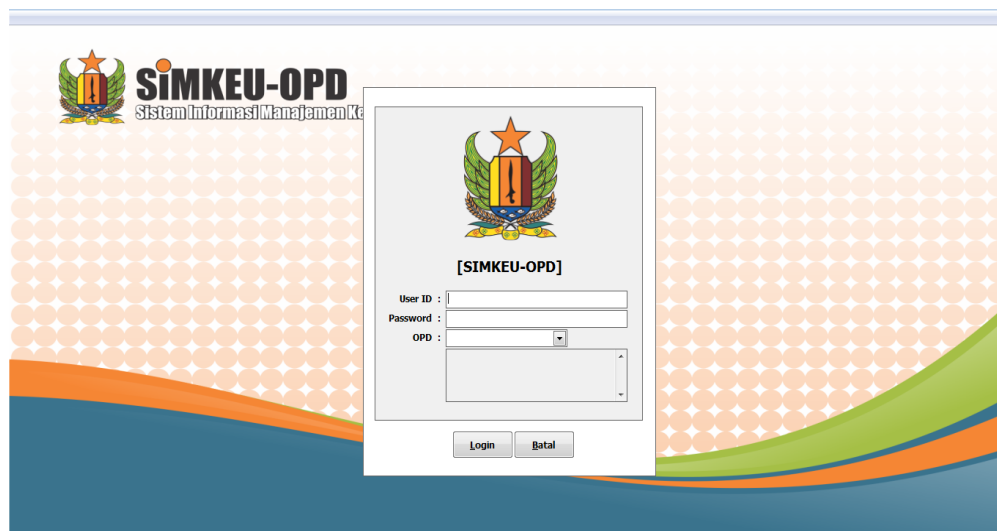 SiMKEU-OPD
Sistem Informasi Manajemen Ke
[SIMKEU-OPD]
User ID :
Password :
OPD :
Login Batal